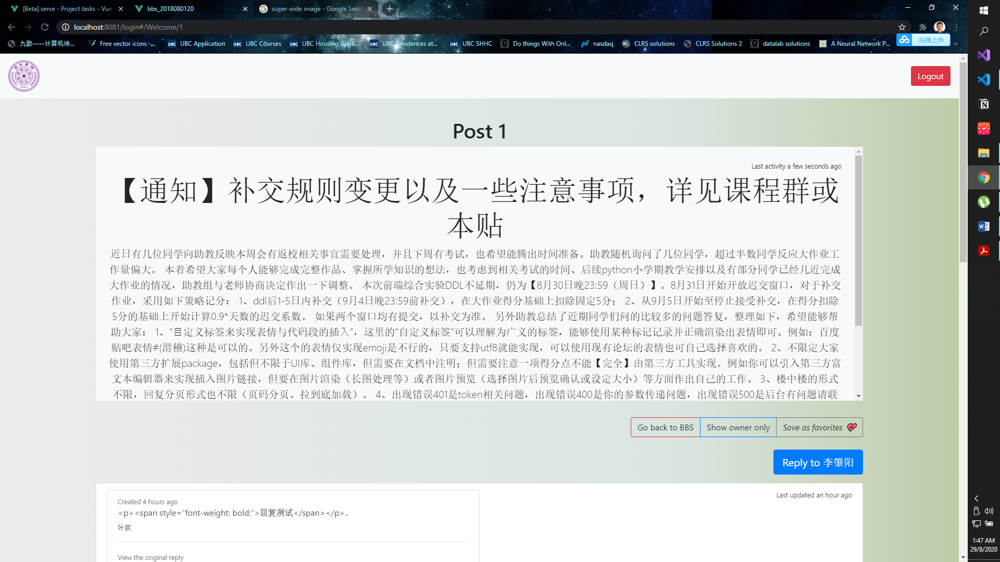 [Beta] serve - Project tasks - Vue
bbs_2018080120
super wide image - Google Sear
localhost:8081/login#/Welcome/1
九歌——计算机诗...
Free vector icons -...
UBC Application
UBC Courses
UBC Housing Appli...
UBC Residences at...
UBC SHHC
Do things With Onl...
nasdaq
CLRS solutions
CLRS Solutions 2
datalab solutions
A Neural Network P...
拖拽上传
Logout
Post 1
Last activity a few seconds ago
【通知】补交规则变更以及一些注意事项，详见课程群或
本贴
近日有几位同学向助教反映本周会有返校相关事宜需要处理，并且下周有考试，也希望能腾出时间准备。助教随机询问了几位同学，超过半数同学反应大作业工
作量偏大。 本着希望大家每个人能够完成完整作品、掌握所学知识的想法，也考虑到相关考试的时间、后续python小学期教学安排以及有部分同学已经几近完成
大作业的情况，助教组与老师协商决定作出一下调整。 本次前端综合实验DDL不延期，仍为【8月30日晚23:59（周日）】。8月31日开始开放迟交窗口，对于补交
作业，采用如下策略记分： 1、ddl后1-5日内补交（9月4日晚23:59前补交），在大作业得分基础上扣除固定5分； 2、从9月5日开始至停止接受补交，在得分扣除
5分的基础上开始计算0.9*天数的迟交系数。 如果两个窗口均有提交，以补交为准。 另外助教总结了近期同学们问的比较多的问题答复，整理如下，希望能够帮
助大家： 1、”自定义标签来实现表情与代码段的插入”，这里的“自定义标签”可以理解为广义的标签，能够使用某种标记记录并正确渲染出表情即可。例如：百度
贴吧表情#(滑稽)这种是可以的。另外这个的表情仅实现emoji是不行的，只要支持utf8就能实现，可以使用现有论坛的表情也可自己选择喜欢的。 2、不限定大家
使用第三方扩展package，包括但不限于UI库、组件库，但需要在文档中注明；但需要注意一项得分点不能【完全】由第三方工具实现。例如你可以引入第三方富
文本编辑器来实现插入图片链接，但要在图片渲染（长图处理等）或者图片预览（选择图片后预览确认或设定大小）等方面作出自己的工作。 3、楼中楼的形式
不限，回复分页形式也不限（页码分页、拉到底加载）。 4、出现错误401是token相关问题，出现错误400是你的参数传递问题，出现错误500是后台有问题请联
Go back to BBS
Show owner only
Save as favorites
Reply to 李肇阳
Last updated an hour ago
Created 4 hours ago
<p><span style="font-weight: bold;">回复测试</span></p>..
叶宸
View the original reply
1:47 AM
29/8/2020